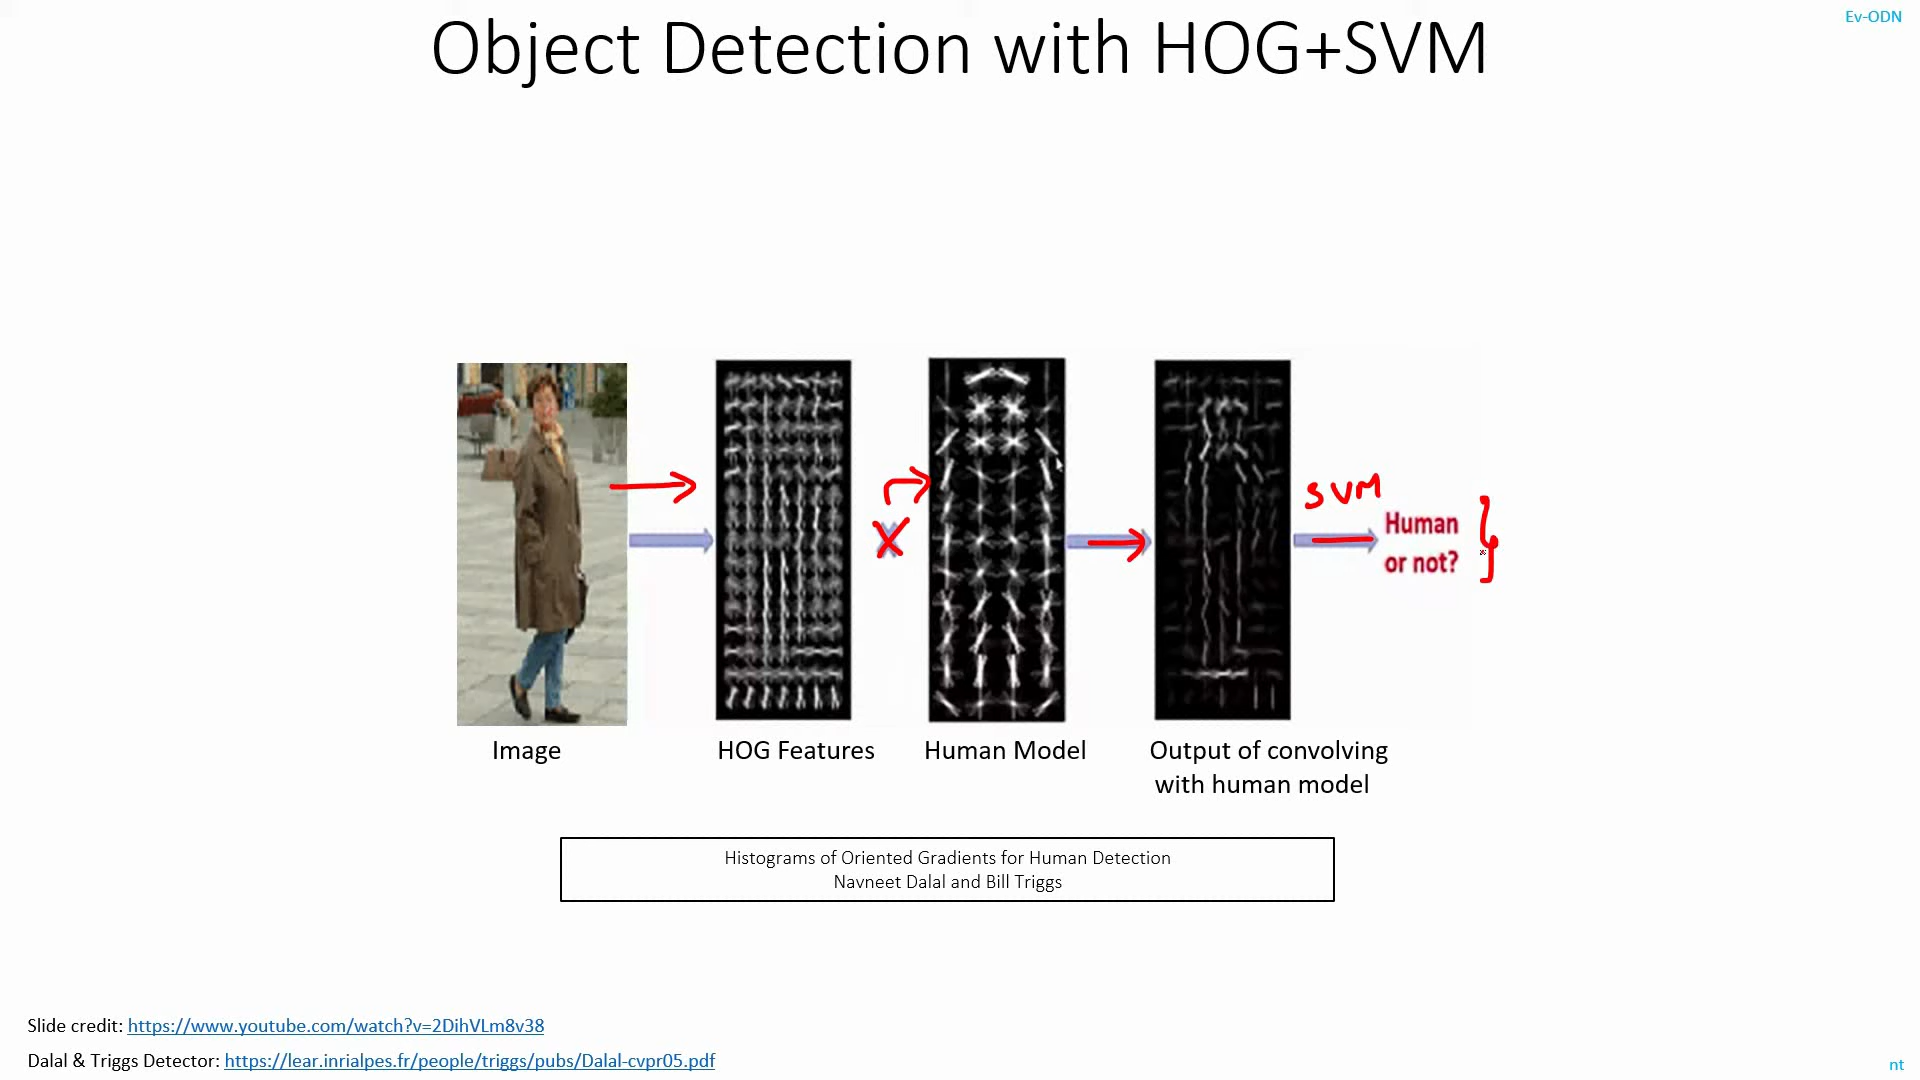 Object Detection with HOG+SVM
Ev-ODN
SVM
Human
or not?
Image
HOG Features
Human Model
Output of convolving
with human model
Histograms of Oriented Gradients for Human Detection
Navneet Dalal and Bill Triggs
Slide credit: https://www.youtube.com/watch?v=2DihVLm8v38
Dalal & Triggs Detector: https://lear.inrialpes.fr/people/triggs/pubs/Dalal-cvpr05.pdf
nt